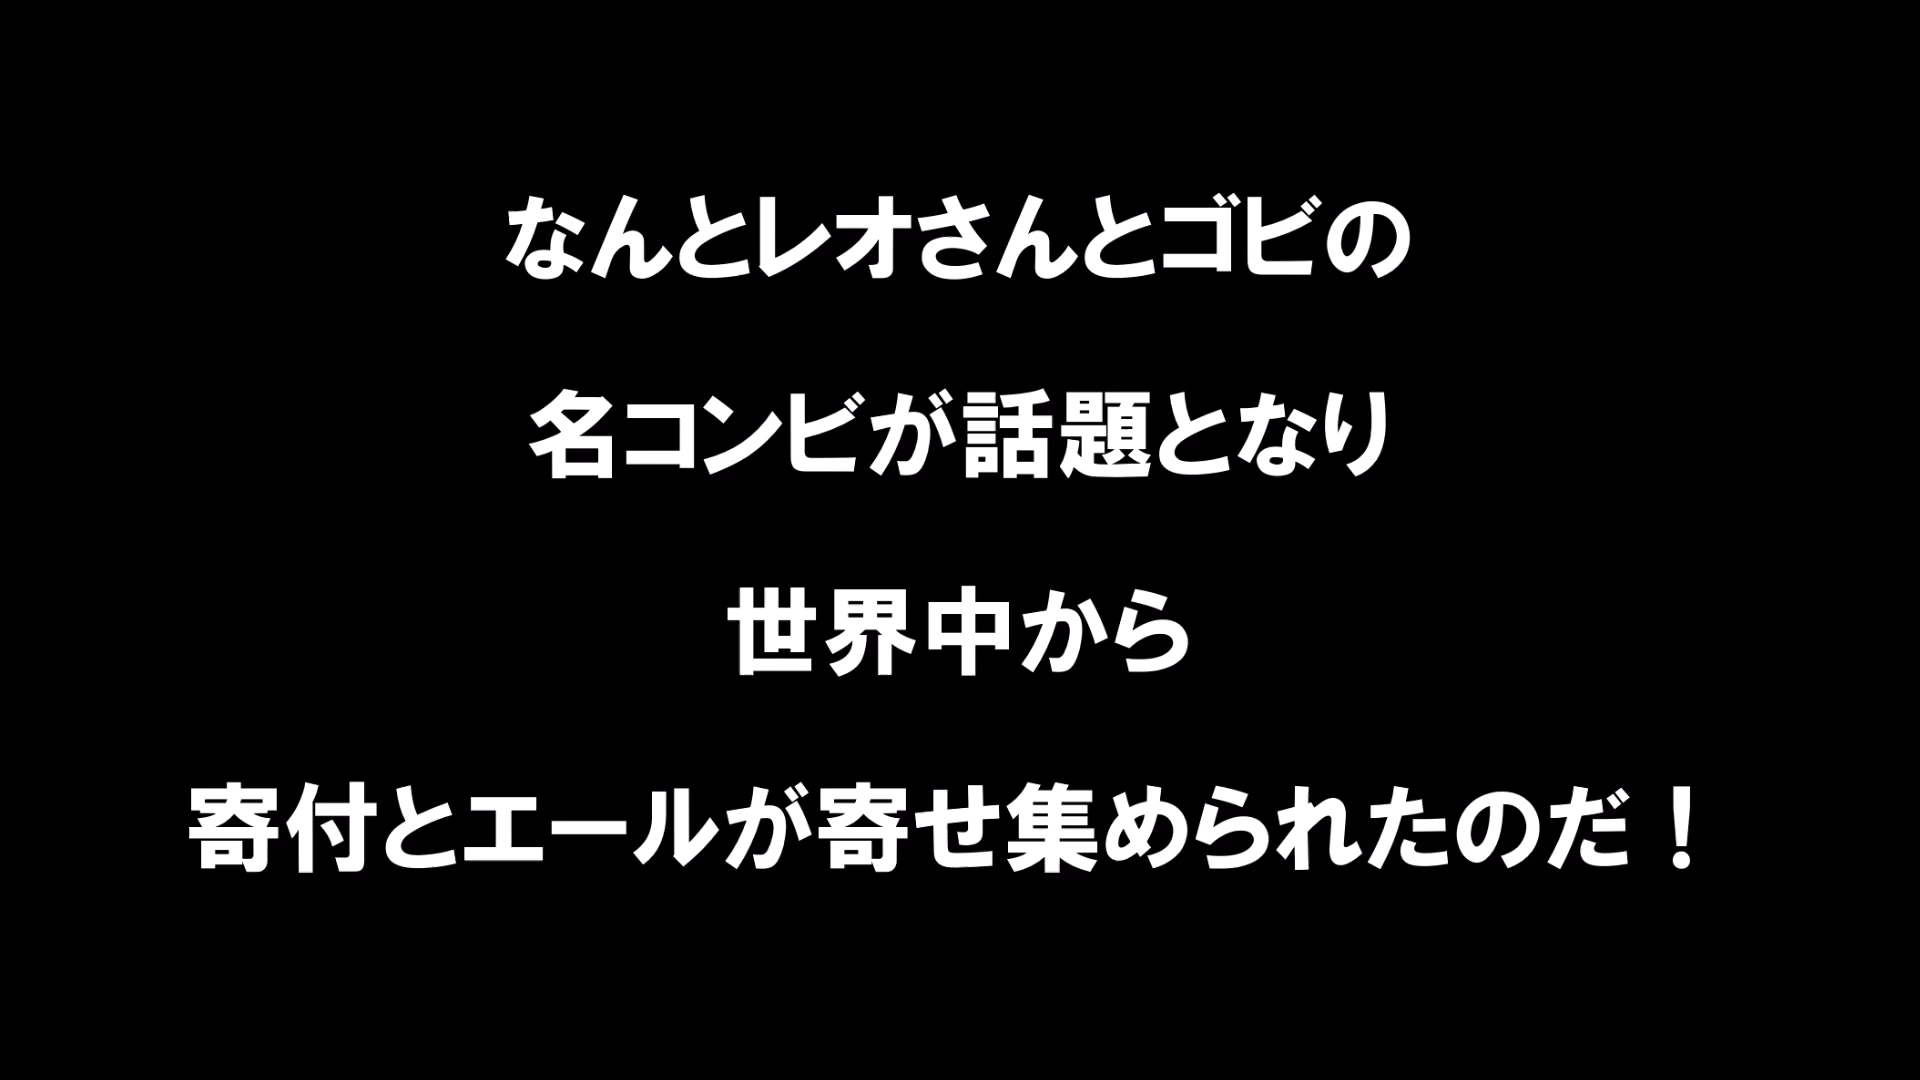 なんとレオさんとゴビの
名コンビが話題となり
世界中から
寄付とエールが寄せ集められたのだ！